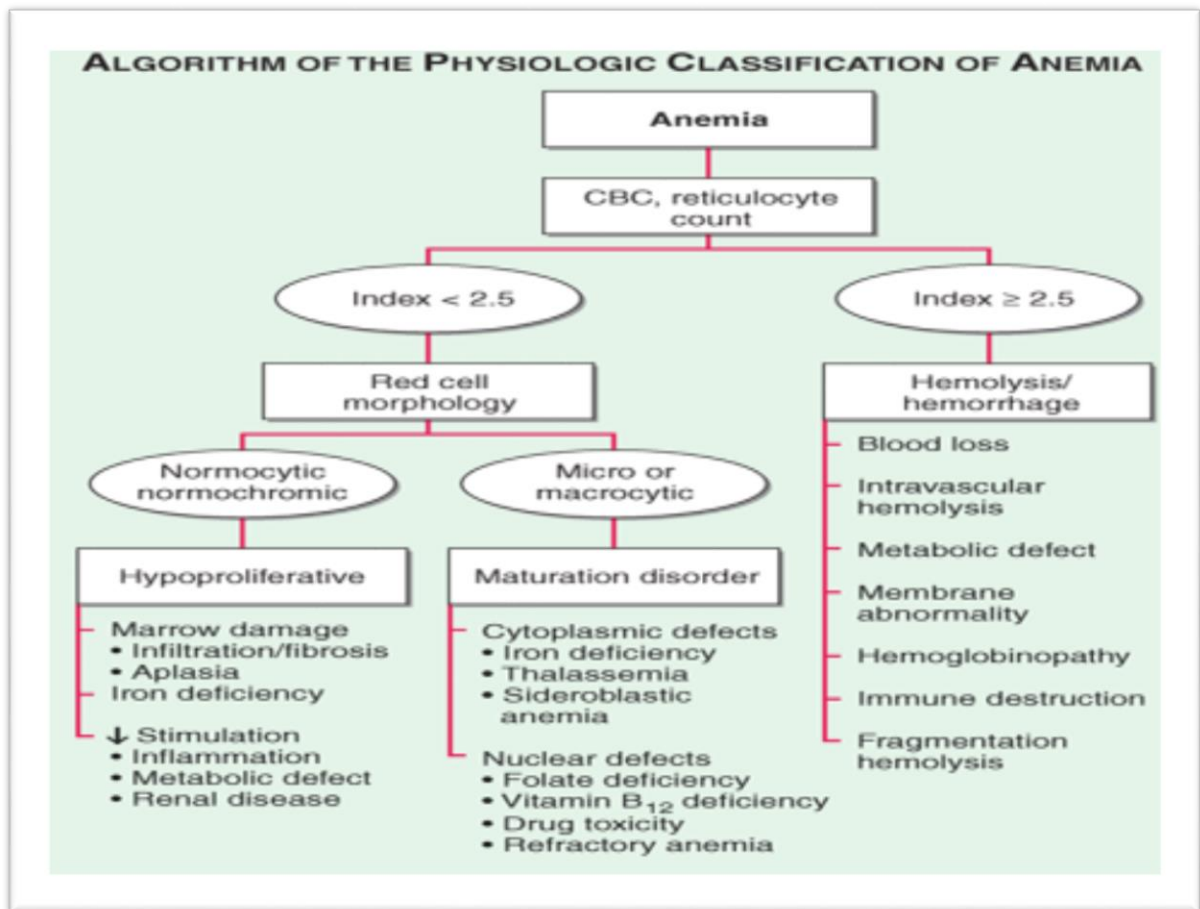 ALGORITHM OF THE PHYSIOLOGIC CLASSIFICATION OF ANEMIA
Anemia
CBC, reticulocyte
count
Index < 2.5
Index ≥ 2.5
Red cell
morphology
Hemolysis/
hemorrhage
Normocytic
normochromic
Micro or
macrocytic
Hypoproliferative
Marrow damage
• Infiltration/fibrosis
• Aplasia
Iron deficiency
↓ Stimulation
• Inflammation
• Metabolic defect
• Renal disease
Maturation disorder
Cytoplasmic defects
• Iron deficiency
• Thalassemia
• Sideroblastic
anemia
Nuclear defects
• Folate deficiency
• Vitamin B₁₂ deficiency
• Drug toxicity
• Refractory anemia
Blood loss
Intravascular
hemolysis
Metabolic defect
Membrane
abnormality
Hemoglobinopathy
Immune destruction
Fragmentation
hemolysis